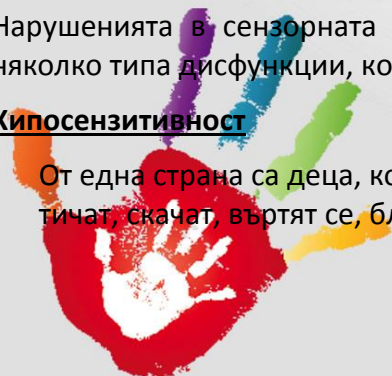 Нарушенията в сензорната
няколко типа дисфункции, ко
Хипосензитивност
От една страна са деца, ко
тичат, скачат, въртят се, бл